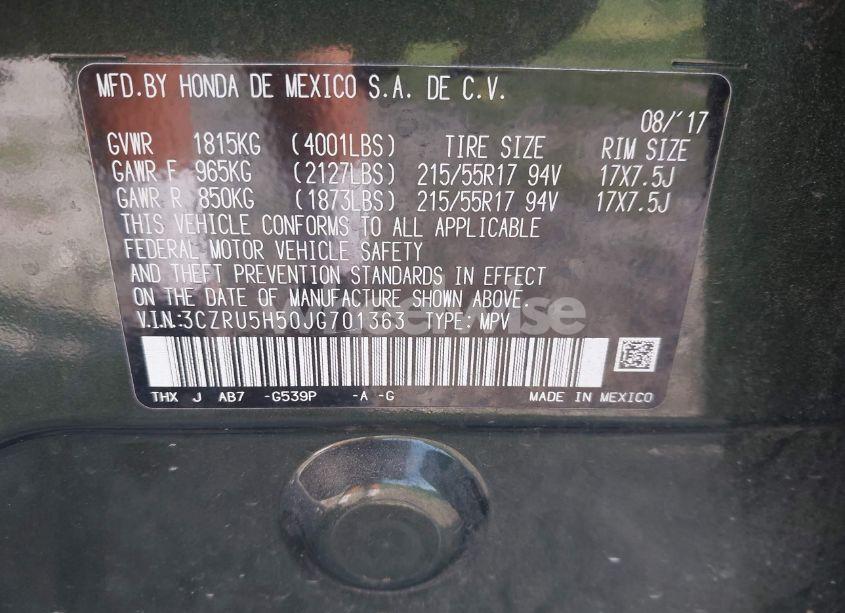 MFD.BY HONDA DE MEXICO S.A. DE C.V.
08/'17
GVWR 1815KG (4001LBS) TIRE SIZE RIM SIZE
GAWR F 965KG (2127LBS) 215/55R17 94V 17X7.5J
GAWR R 850KG (1873LBS) 215/55R17 94V 17X7.5J
THIS VEHICLE CONFORMS TO ALL APPLICABLE
FEDERAL MOTOR VEHICLE SAFETY
AND THEFT PREVENTION STANDARDS IN EFFECT
ON THE DATE OF MANUFACTURE SHOWN ABOVE.
V.I.N:3CZRU5H50JG701363 TYPE: MPV
THX J AB7 -G539P -A -G MADE IN MEXICO